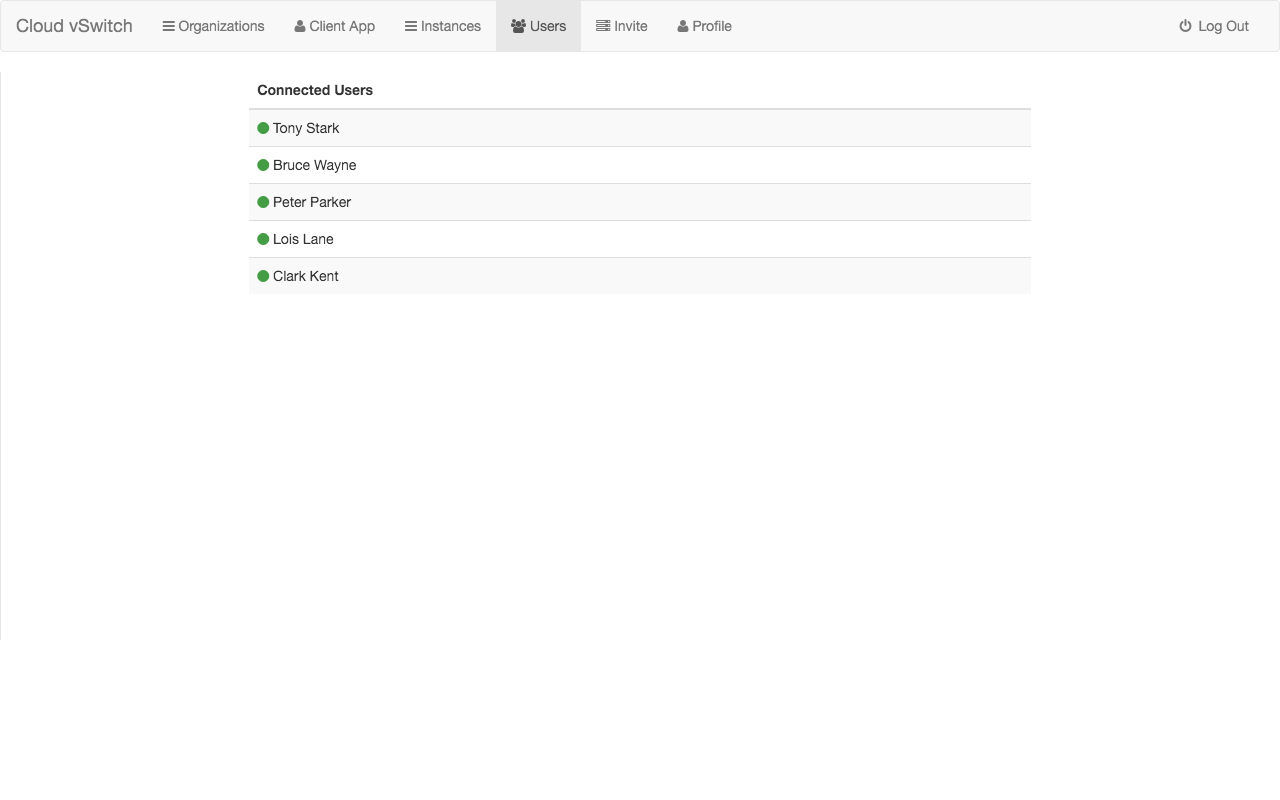 Cloud vSwitch Organizations Client App Instances Users Invite Profile Log Out
Connected Users
Tony Stark
Bruce Wayne
Peter Parker
Lois Lane
Clark Kent